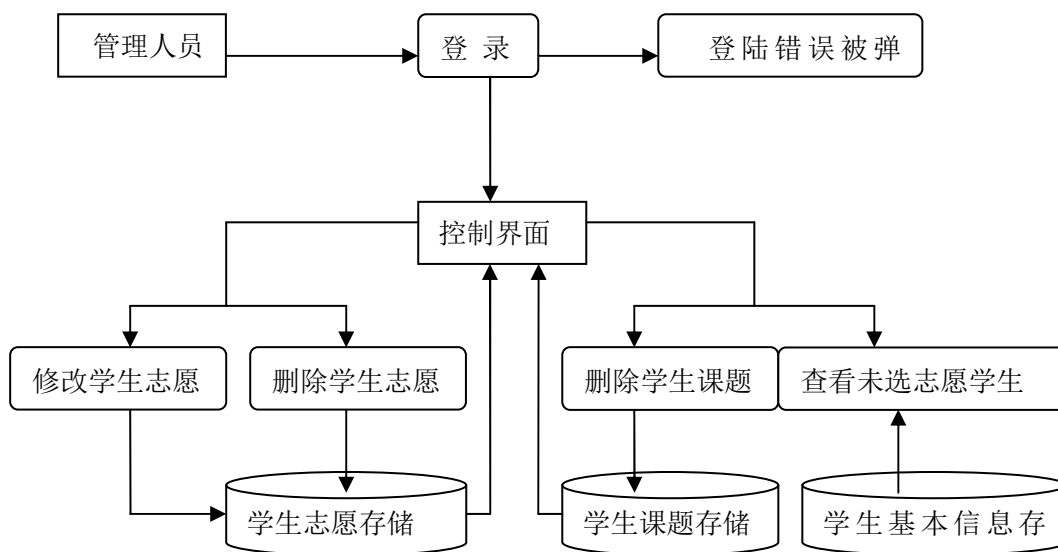 管理人员
登 录
登陆错误被弹
控制界面
修改学生志愿
删除学生志愿
删除学生课题
查看未选志愿学生
学生志愿存储
学生课题存储
学生基本信息存